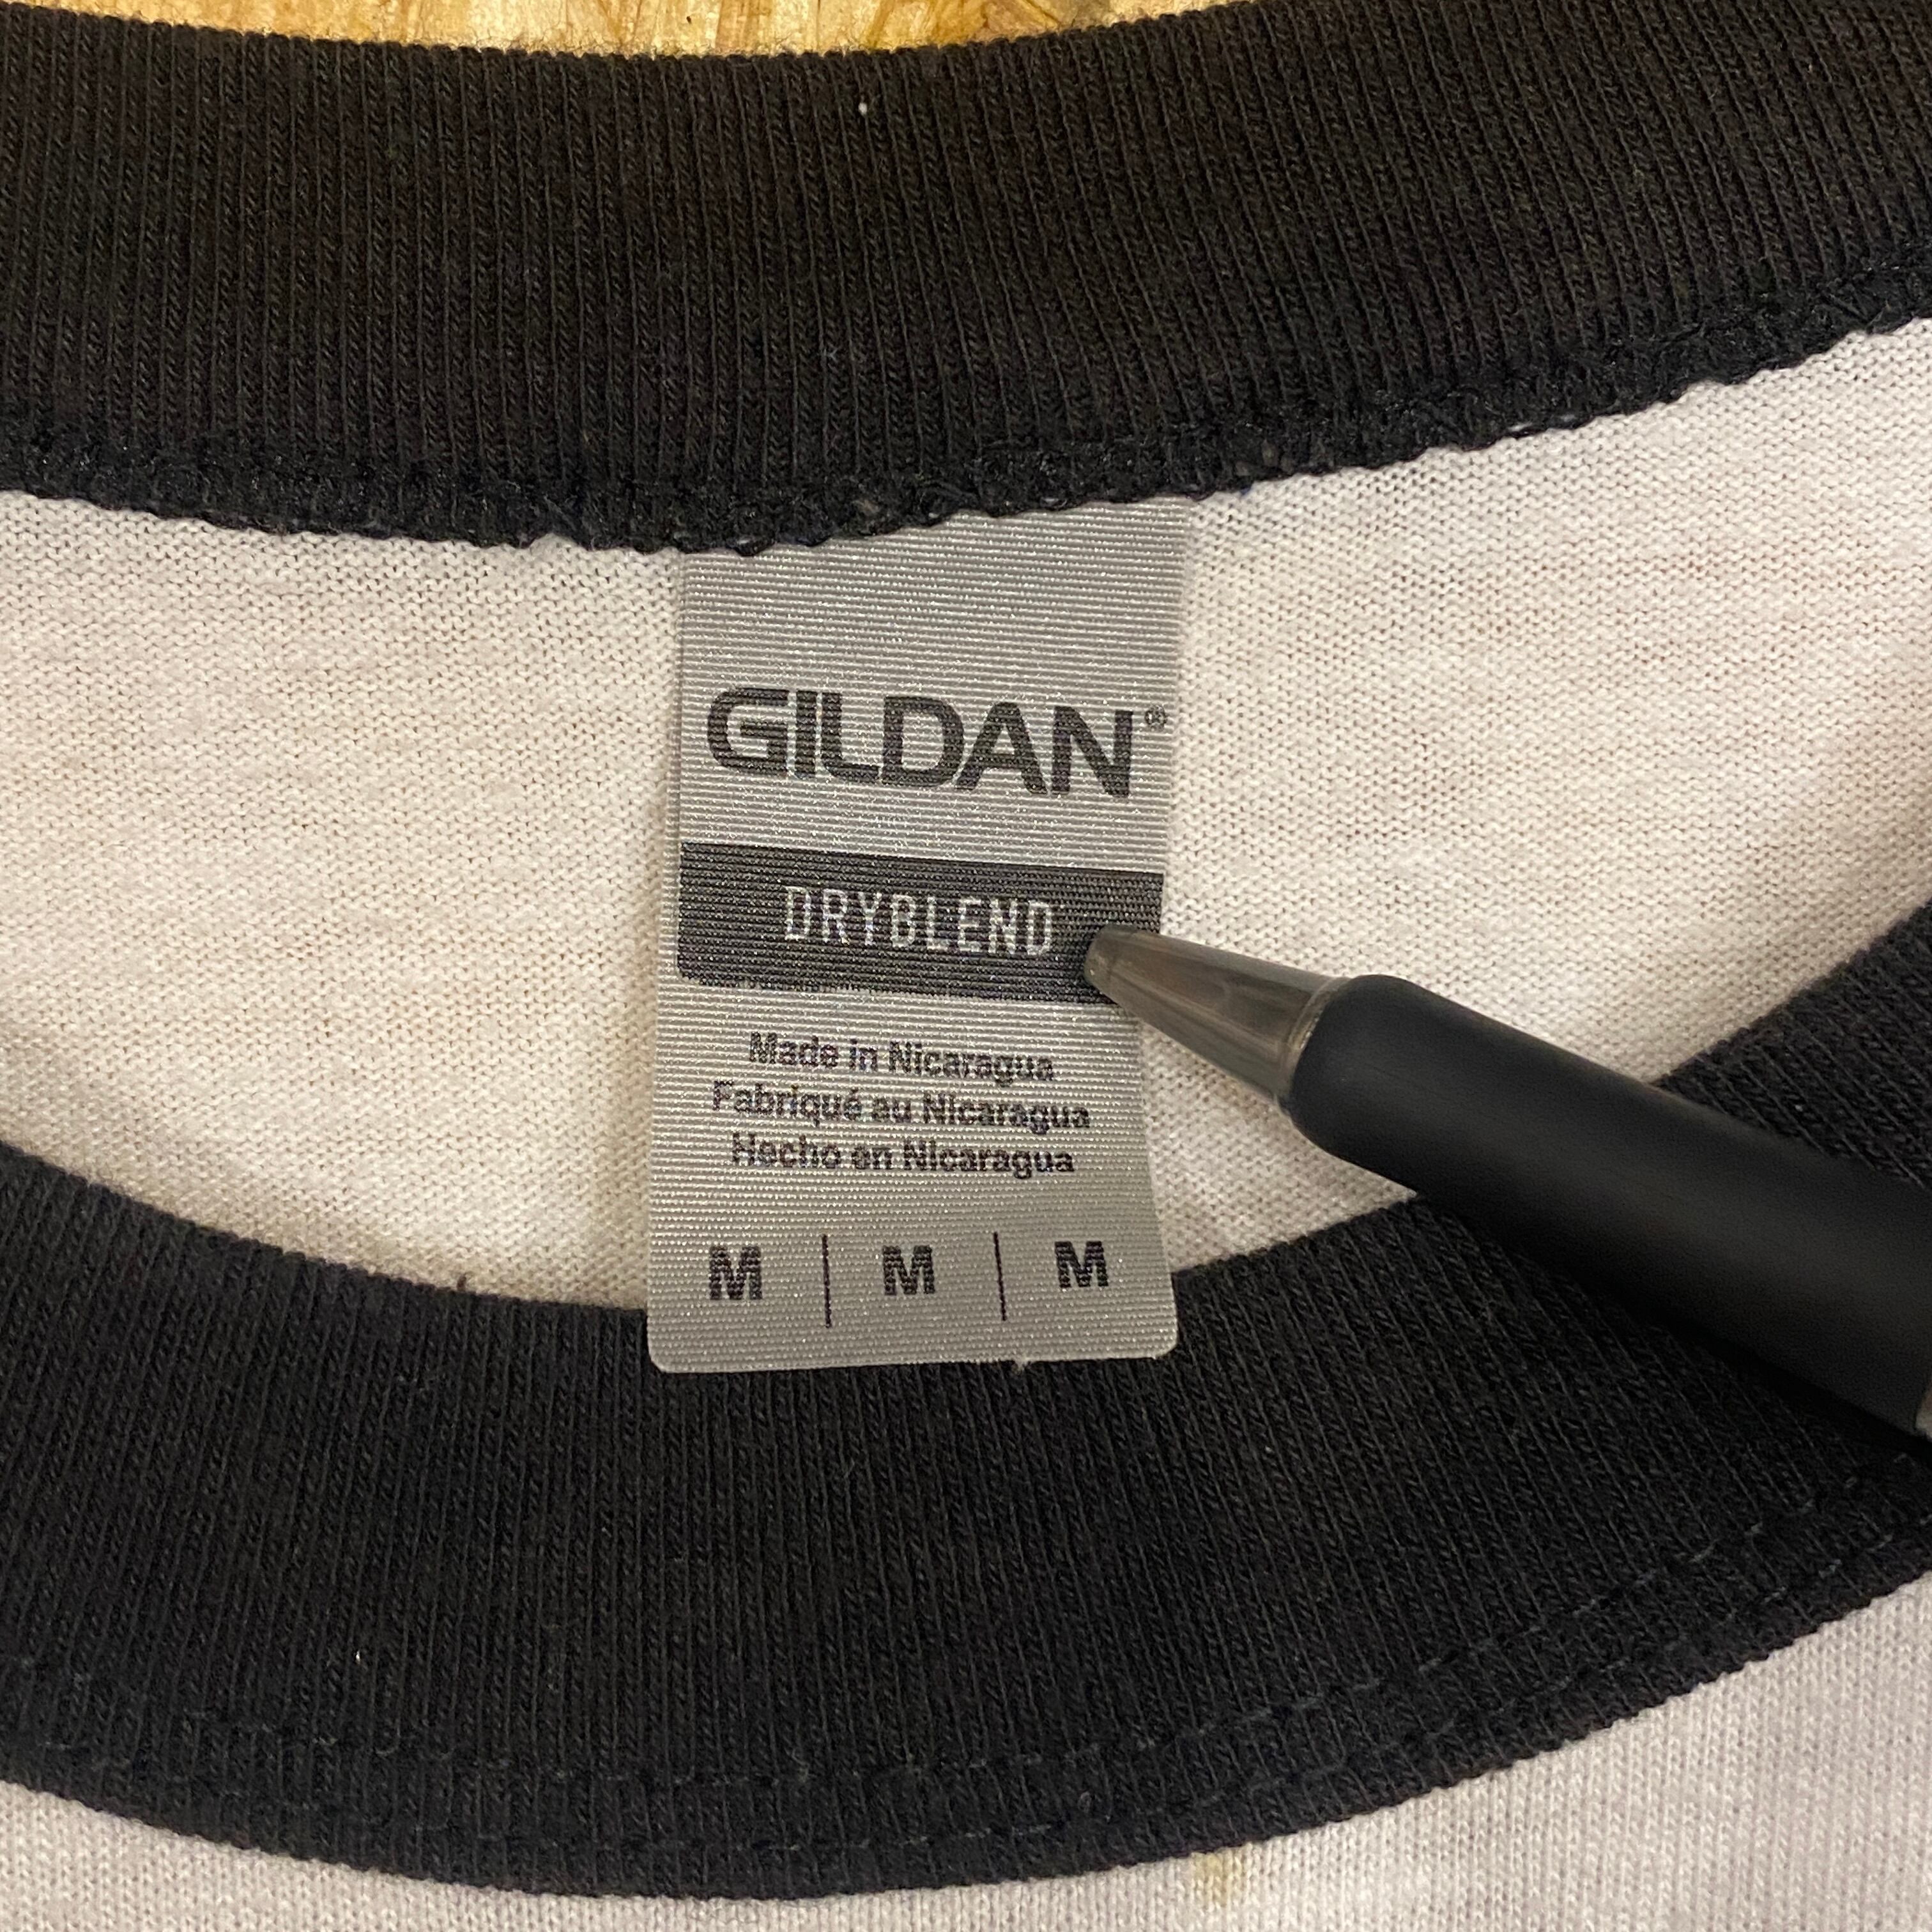 GILDAN®
DRYBLEND
Made in Nicaragua
Fabriqué au Nicaragua
Hecho en Nicaragua
M | M | M